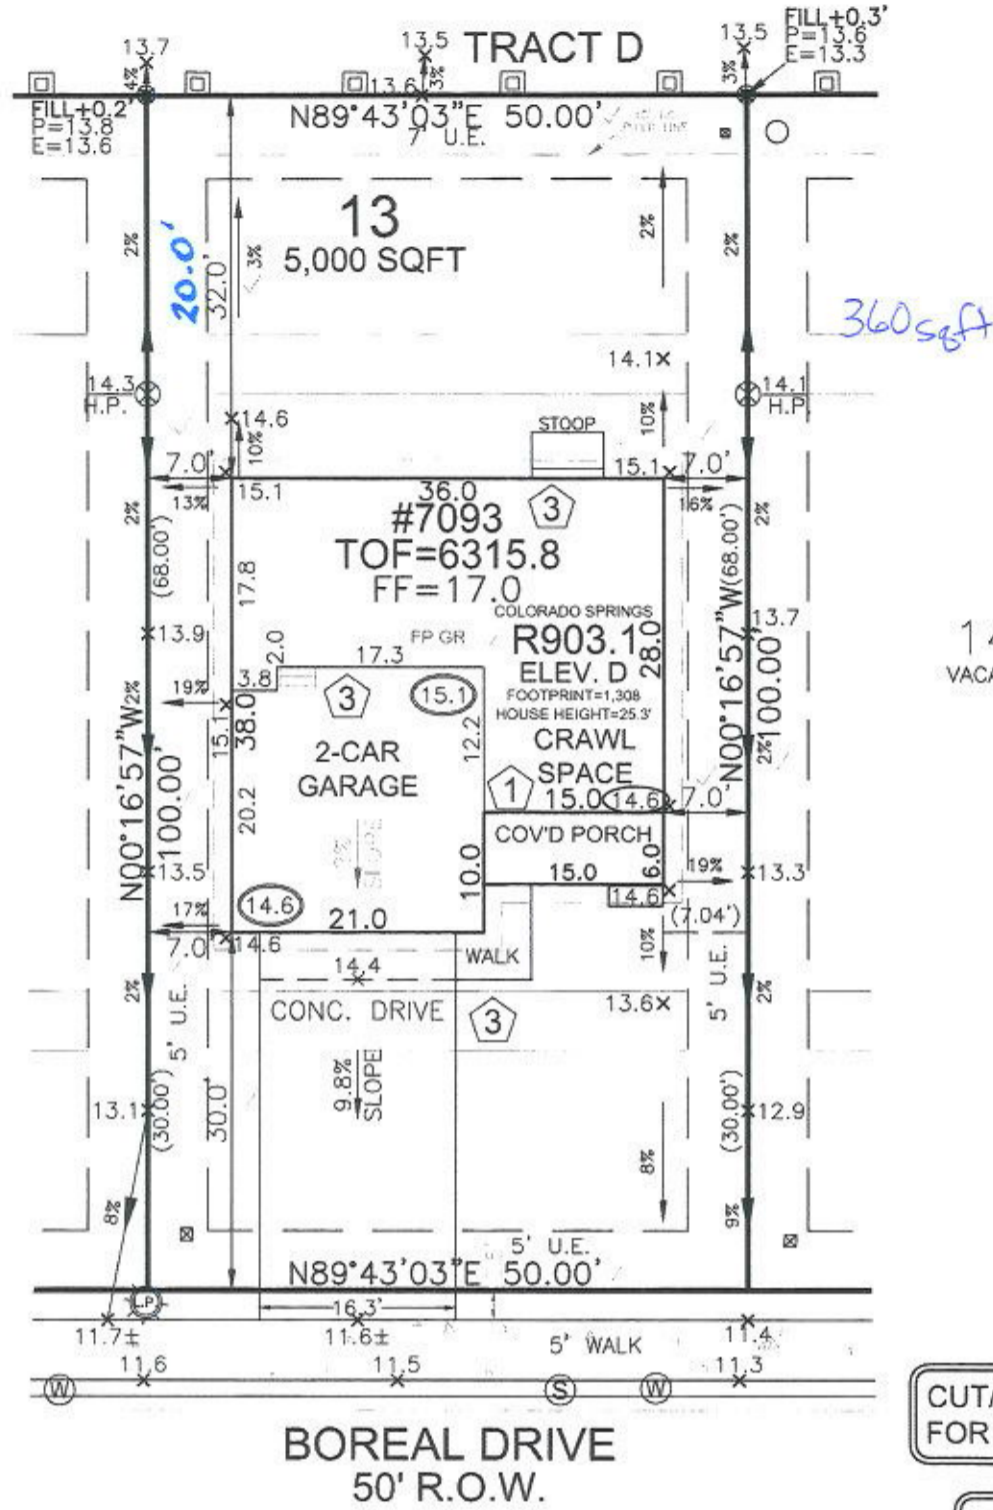 FILL+0.3'
P=13.6
E=13.3
13.7
13.5
TRACT D
13.5
4%
3%
3%
13.6
FILL+0.2'
P=13.8
E=13.6
N89°43'03"E 50.00'
7' U.E.
13
5,000 SQFT
2%
20.0'
32.0'
3%
2%
2%
360 sqft
14.1
14.3
H.P.
14.1
H.P.
14.6
10%
STOOP
10%
7.0'
15.1
7.0'
13%
15.1
36.0
3
16%
#7093
TOF=6315.8
FF=17.0
2%
(68.00')
17.8
2%
(68.00')
COLORADO SPRINGS
R903.1
ELEV. D
FOOTPRINT=1,308
HOUSE HEIGHT=25.3'
CRAWL
SPACE
28.0
FP GR
13.9
13.7
2.0
17.3
3.8
19%
3
15.1
15.1
38.0
12.2
2-CAR
GARAGE
N00°16'57"W
100.00'
2%
N00°16'57"W
100.00'
2%
20.2
1
15.0
14.6
7.0'
COV'D PORCH
SLOPE
13.5
10.0
15.0
6.0
19%
13.3
17%
14.6
14.6
(7.04')
21.0
7.0'
14.6
WALK
10%
14.4
2%
5' U.E.
CONC. DRIVE
3
13.6
5' U.E.
2%
9.8%
SLOPE
13.1
(30.00')
30.0'
(30.00')
12.9
8%
8%
9%
5' U.E.
N89°43'03"E 50.00'
L.P
16.3'
11.7±
11.6±
5' WALK
11.4
11.6
11.5
11.3
W
S
W
BOREAL DRIVE
50' R.O.W.
FOR